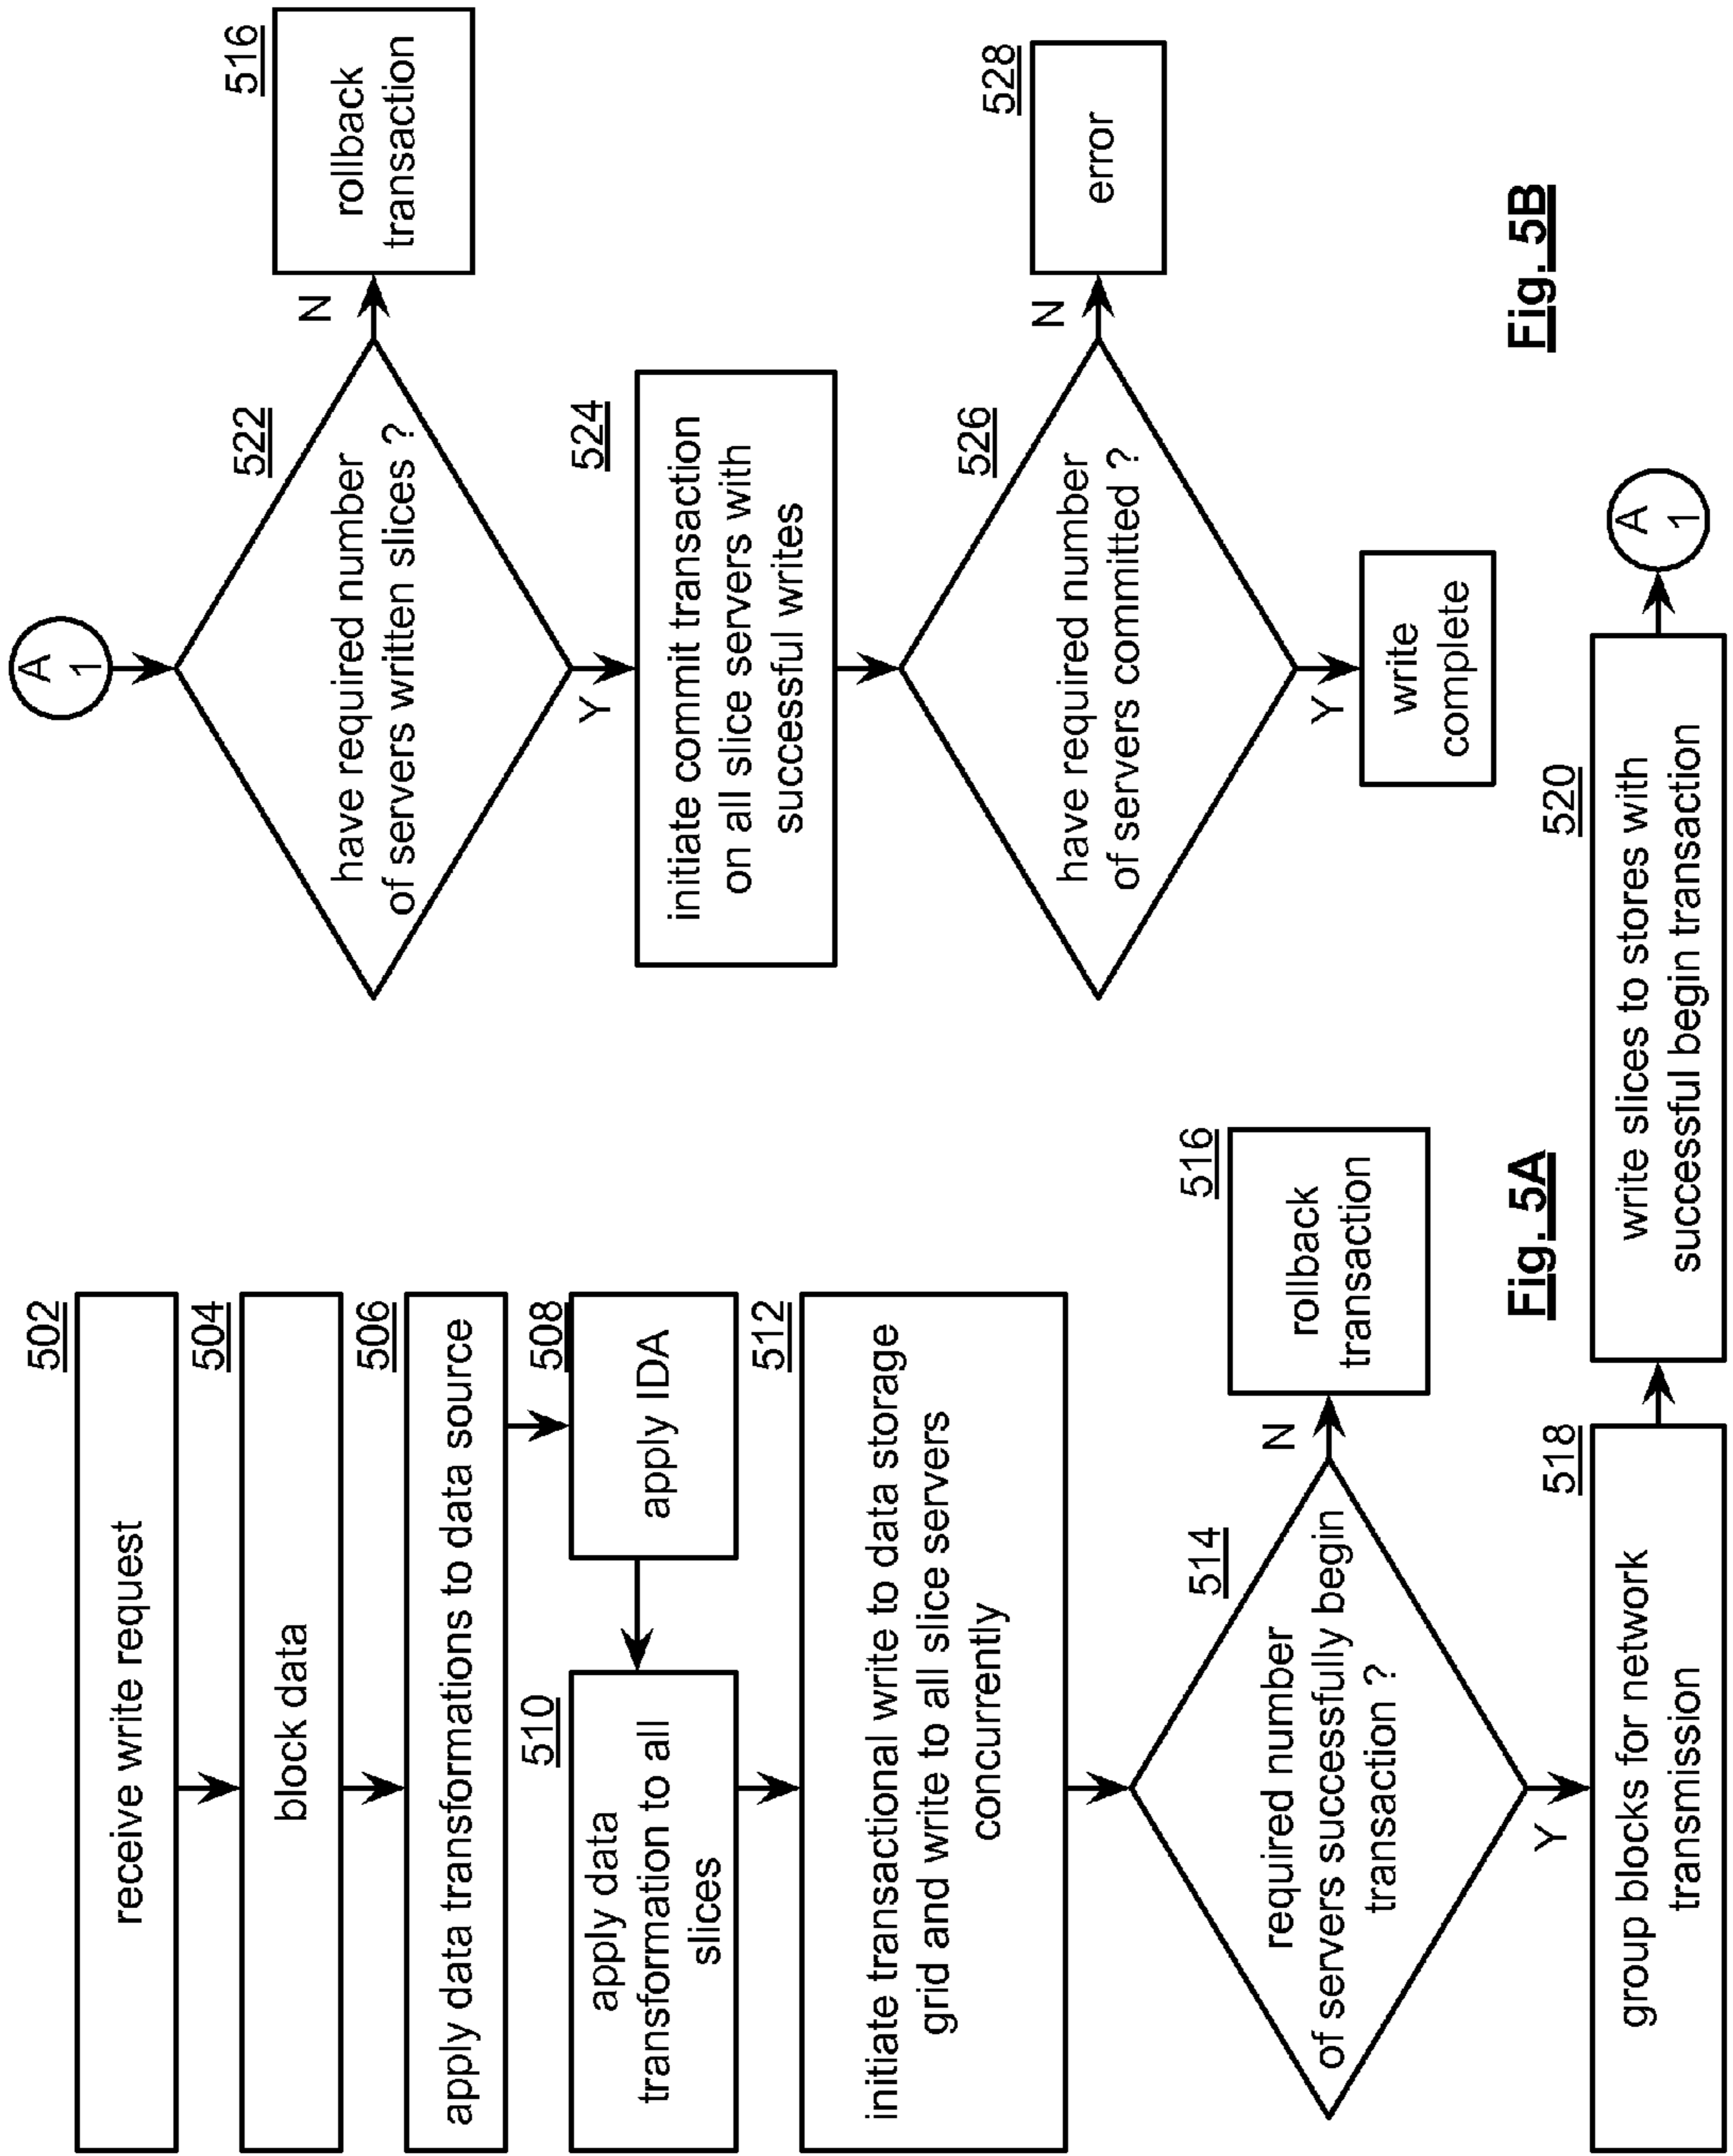 502
receive write request
504
block data
506
apply data transformations to data source
508
apply IDA
510
apply data
transformation to all
slices
512
initiate transactional write to data storage
grid and write to all slice servers
concurrently
514
required number
of servers successfully begin
transaction ?
N
516
rollback
transaction
Y
518
group blocks for network
transmission
520
write slices to stores with
successful begin transaction
A
1
Fig. 5A
A
1
522
have required number
of servers written slices ?
N
516
rollback
transaction
Y
524
initiate commit transaction
on all slice servers with
successful writes
526
have required number
of servers committed ?
N
528
error
Y
write
complete
Fig. 5B